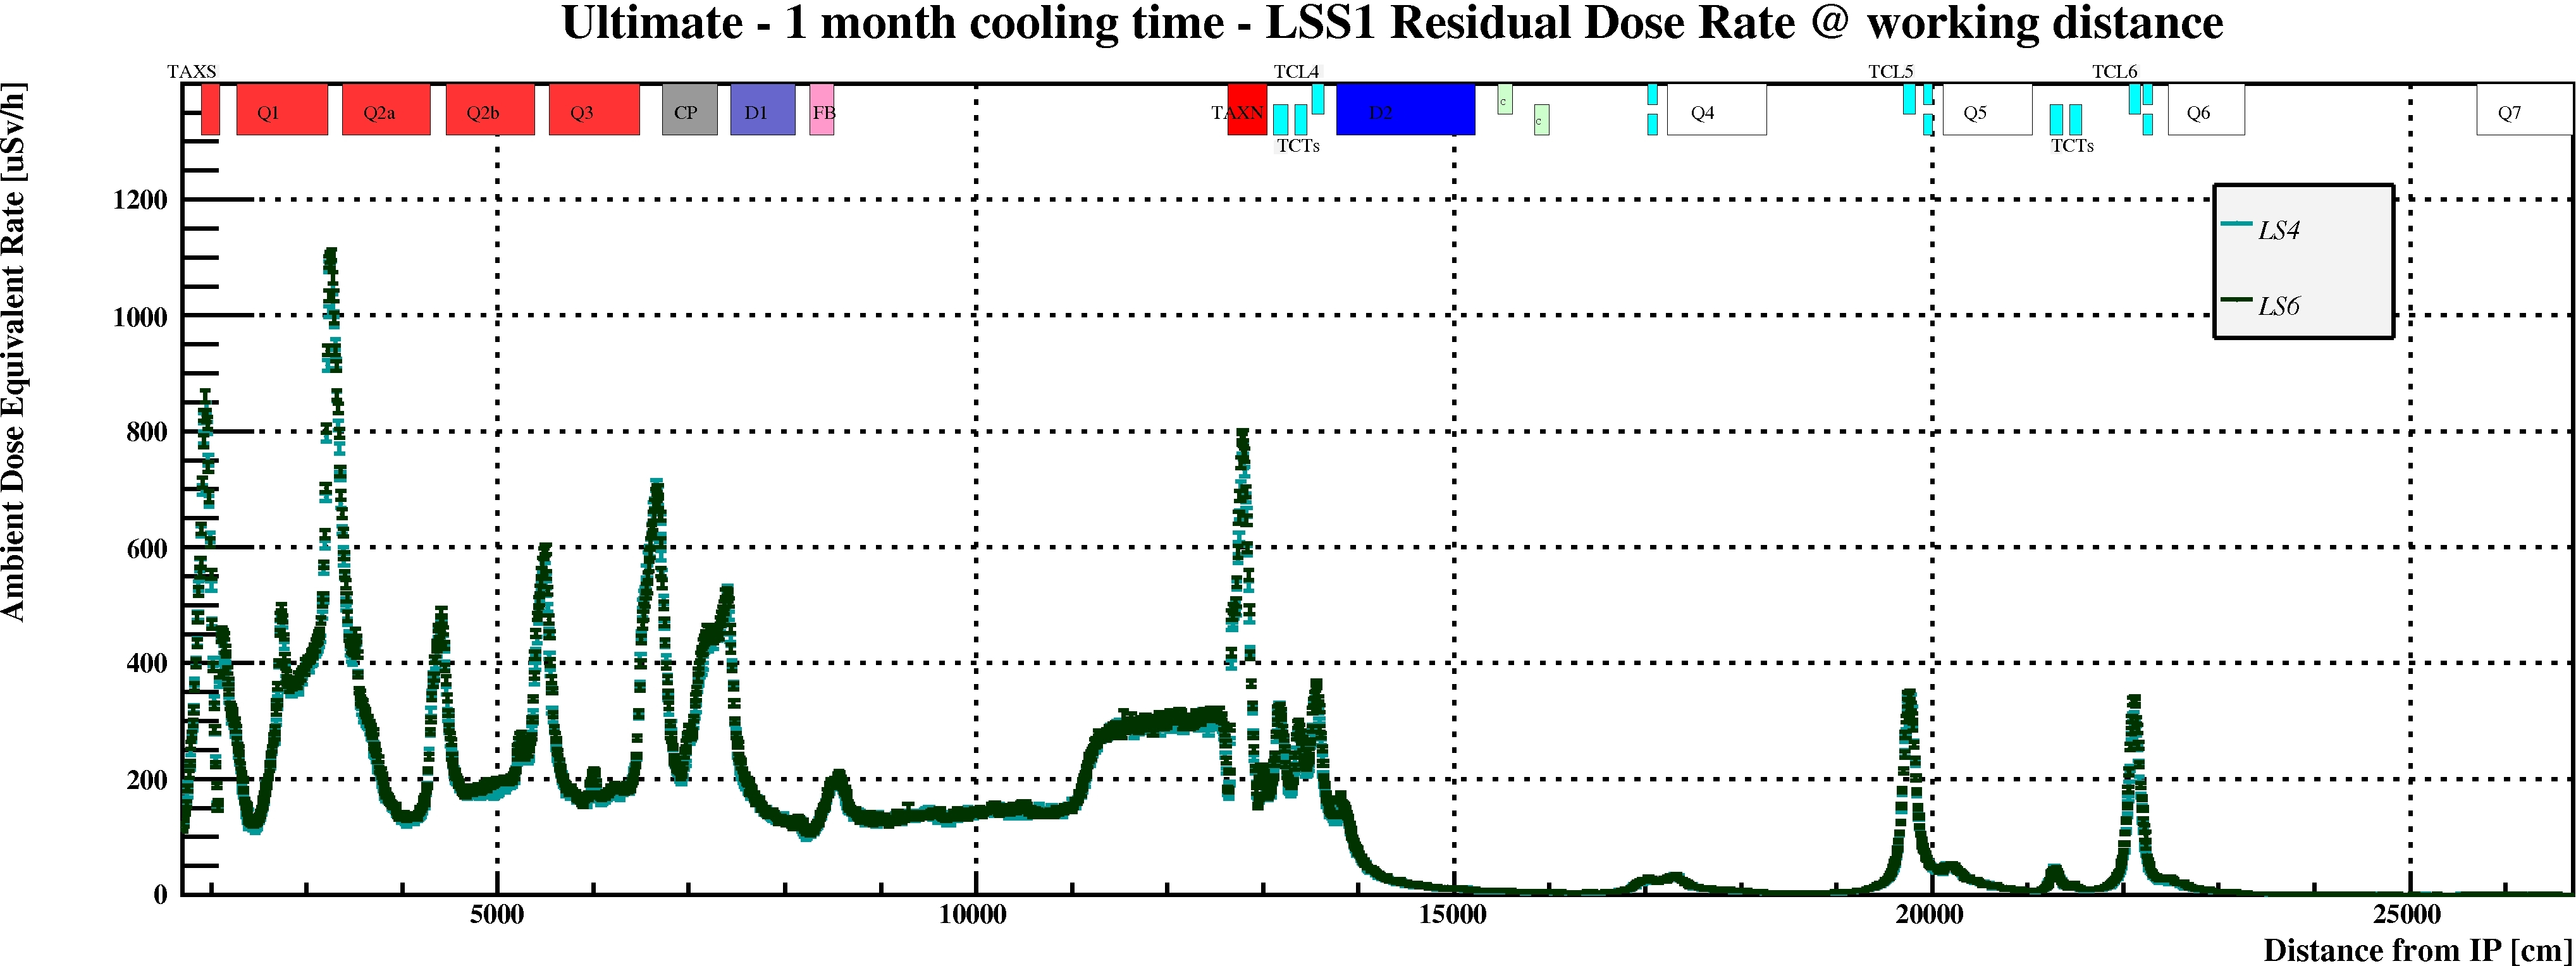 Ultimate - 1 month cooling time - LSS1 Residual Dose Rate @ working distance
TAXS TCL4 TCL5 TCL6
Q1 Q2a Q2b Q3 CP D1 FB TAXN D2 C C Q4 Q5 Q6 Q7
TCTs TCTs
Ambient Dose Equivalent Rate [uSv/h]
1200
1000
800
600
400
200
0
LS4
LS6
5000 10000 15000 20000 25000
Distance from IP [cm]